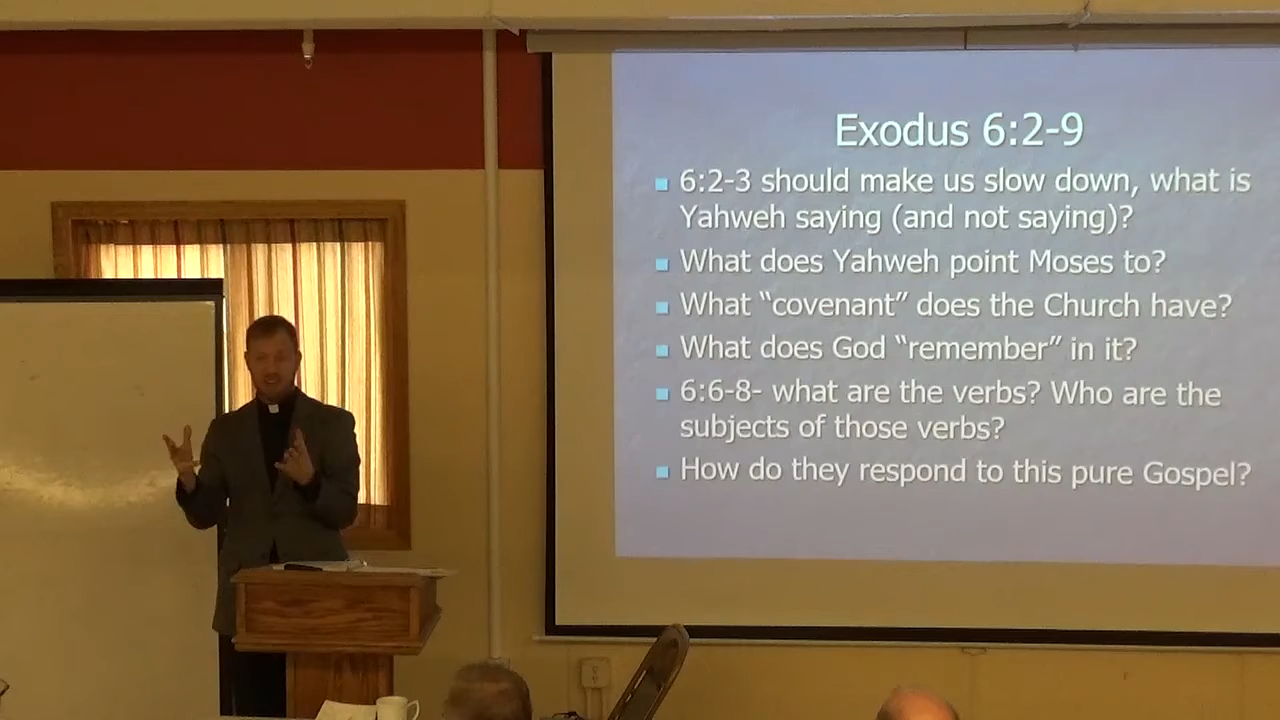 Exodus 6:2-9
6:2-3 should make us slow down, what is
Yahweh saying (and not saying)?
What does Yahweh point Moses to?
What “covenant” does the Church have?
What does God “remember” in it?
6:6-8- what are the verbs? Who are the
subjects of those verbs?
How do they respond to this pure Gospel?